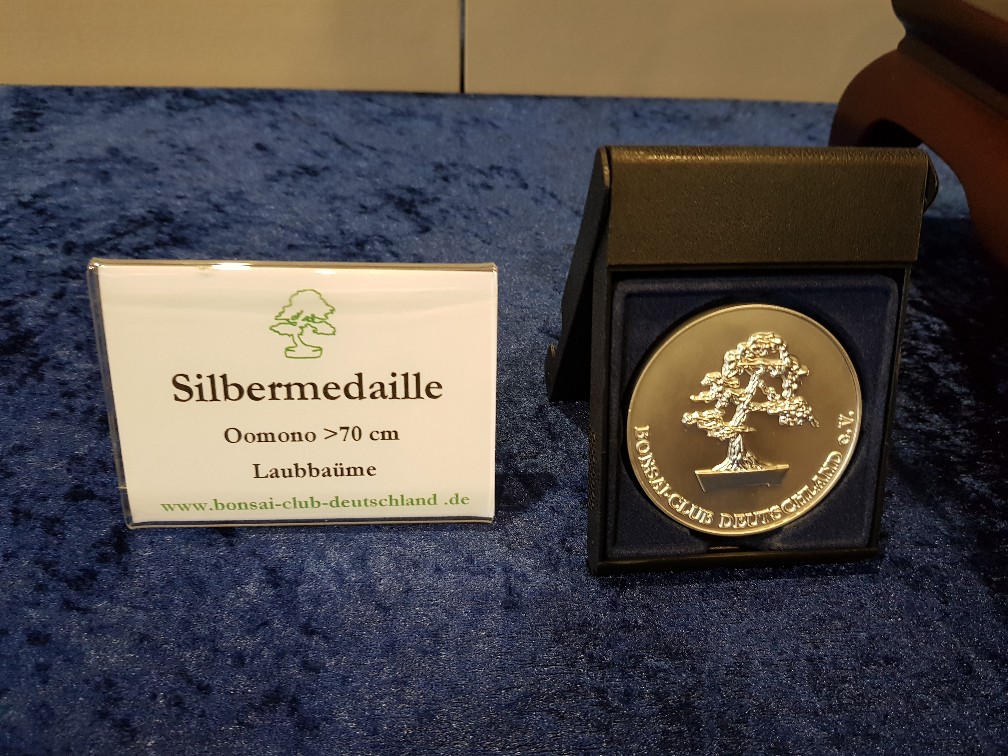 Silbermedaille
Oomono >70 cm
Laubbaüme
www.bonsai-club-deutschland .de
BONSAI-CLUB DEUTSCHLAND e.V.